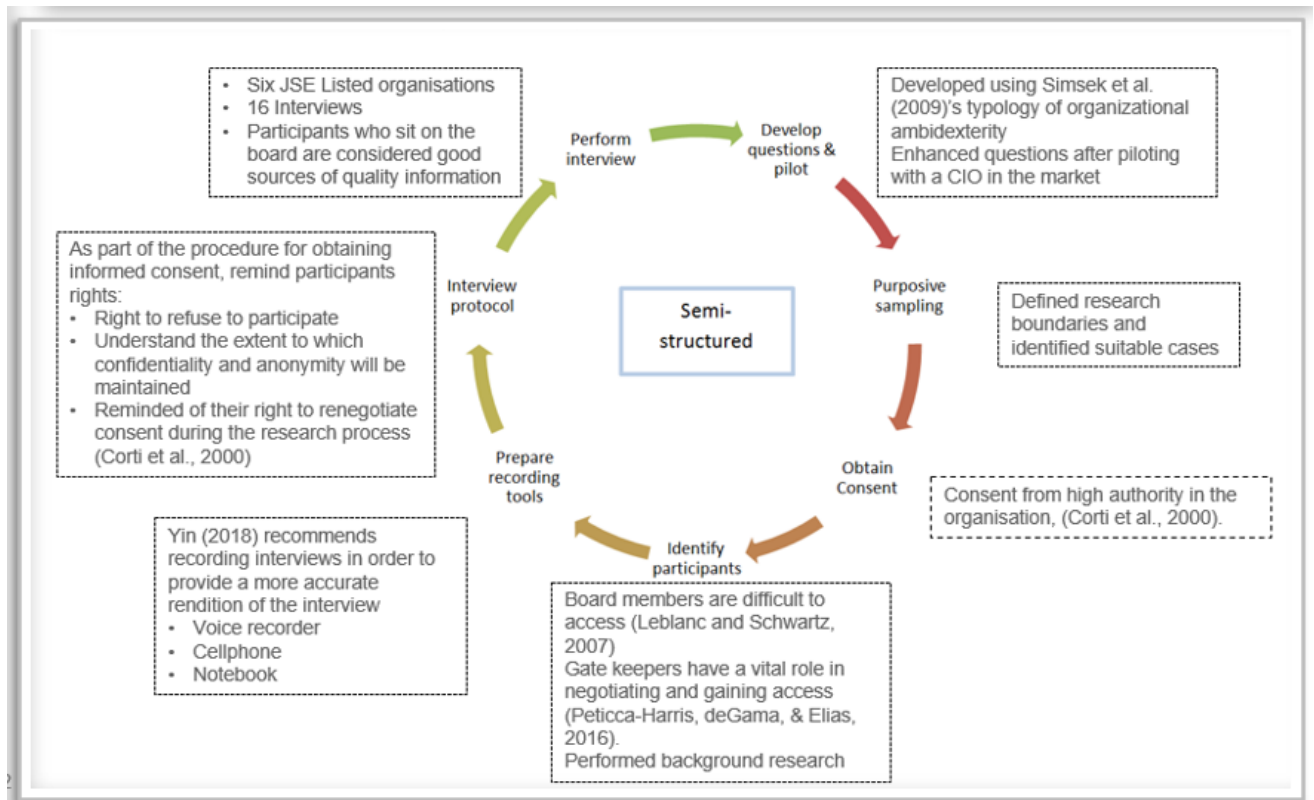 • Six JSE Listed organisations
• 16 Interviews
• Participants who sit on the
board are considered good
sources of quality information
Perform
interview
Develop
questions &
pilot
Developed using Simsek et al.
(2009)'s typology of organizational
ambidexterity
Enhanced questions after piloting
with a CIO in the market
As part of the procedure for obtaining
informed consent, remind participants
rights:
• Right to refuse to participate
• Understand the extent to which
confidentiality and anonymity will be
maintained
• Reminded of their right to renegotiate
consent during the research process
(Corti et al., 2000)
Interview
protocol
Semi-
structured
Purposive
sampling
Defined research
boundaries and
identified suitable cases
Prepare
recording
tools
Obtain
Consent
Consent from high authority in the
organisation, (Corti et al., 2000).
Yin (2018) recommends
recording interviews in order to
provide a more accurate
rendition of the interview
• Voice recorder
• Cellphone
• Notebook
Identify
participants
Board members are difficult to
access (Leblanc and Schwartz,
2007)
Gate keepers have a vital role in
negotiating and gaining access
(Peticca-Harris, deGama, & Elias,
2016).
Performed background research
2